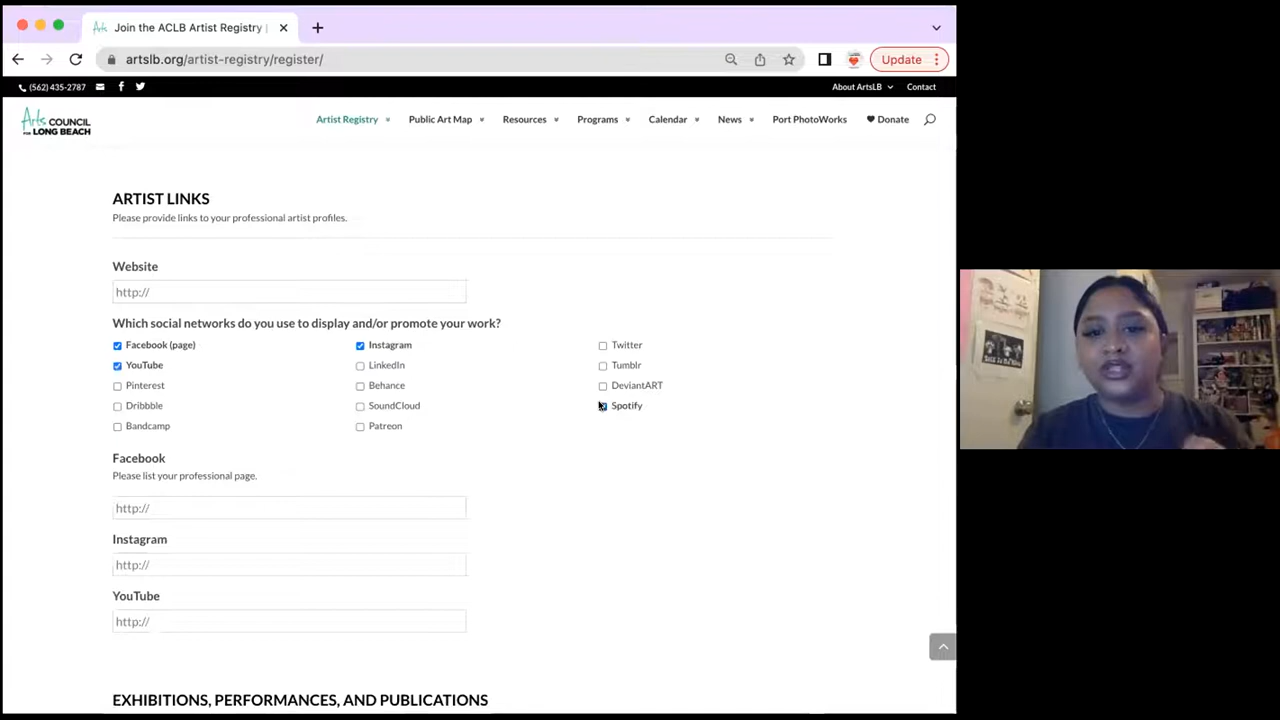 Join the ACLB Artist Registry |
artslb.org/artist-registry/register/
Update
(562) 435-2787
About ArtsLB
Contact
Arts COUNCIL
FOR LONG BEACH
Artist Registry
Public Art Map
Resources
Programs
Calendar
News
Port PhotoWorks
Donate
ARTIST LINKS
Please provide links to your professional artist profiles.
Website
http://
Which social networks do you use to display and/or promote your work?
Facebook (page)
Instagram
Twitter
YouTube
LinkedIn
Tumblr
Pinterest
Behance
DeviantART
Dribbble
SoundCloud
Spotify
Bandcamp
Patreon
Facebook
Please list your professional page.
http://
Instagram
http://
YouTube
http://
EXHIBITIONS, PERFORMANCES, AND PUBLICATIONS